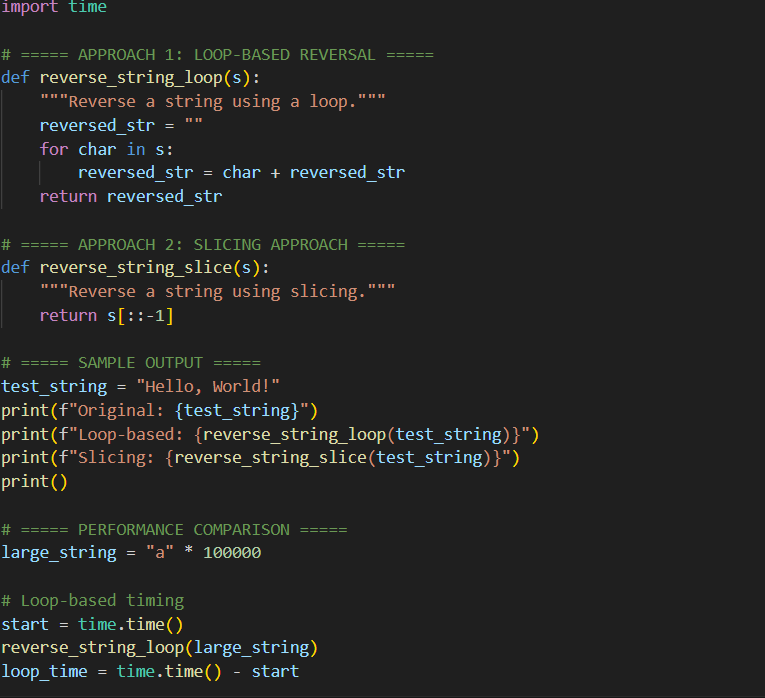 import time
# ===== APPROACH 1: LOOP-BASED REVERSAL =====
def reverse_string_loop(s):
    """Reverse a string using a loop."""
    reversed_str = ""
    for char in s:
        reversed_str = char + reversed_str
    return reversed_str
# ===== APPROACH 2: SLICING APPROACH =====
def reverse_string_slice(s):
    """Reverse a string using slicing."""
    return s[::-1]
# ===== SAMPLE OUTPUT =====
test_string = "Hello, World!"
print(f"Original: {test_string}")
print(f"Loop-based: {reverse_string_loop(test_string)}")
print(f"Slicing: {reverse_string_slice(test_string)}")
print()
# ===== PERFORMANCE COMPARISON =====
large_string = "a" * 100000
# Loop-based timing
start = time.time()
reverse_string_loop(large_string)
loop_time = time.time() - start